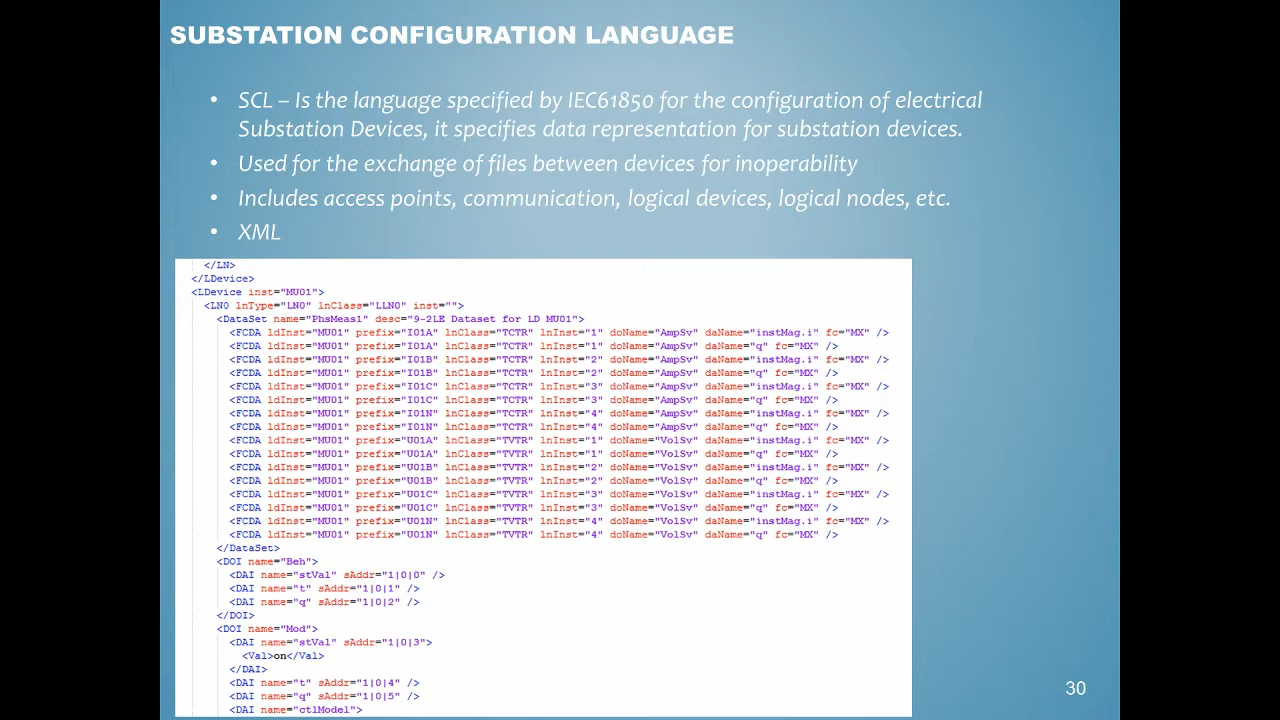 SUBSTATION CONFIGURATION LANGUAGE
• SCL – Is the language specified by IEC61850 for the configuration of electrical
Substation Devices, it specifies data representation for substation devices.
• Used for the exchange of files between devices for inoperability
• Includes access points, communication, logical devices, logical nodes, etc.
• XML
</LN>
</LDevice>
<LDevice inst="MU01">
<LN0 lnType="LN0" lnClass="LLN0" inst="">
<DataSet name="PhsMeas1" desc="9-2LE Dataset for LD MU01">
<FCDA ldInst="MU01" prefix="I01A" lnClass="TCTR" lnInst="1" doName="AmpSv" daName="instMag.i" fc="MX" />
<FCDA ldInst="MU01" prefix="I01A" lnClass="TCTR" lnInst="1" doName="AmpSv" daName="q" fc="MX" />
<FCDA ldInst="MU01" prefix="I01B" lnClass="TCTR" lnInst="2" doName="AmpSv" daName="instMag.i" fc="MX" />
<FCDA ldInst="MU01" prefix="I01B" lnClass="TCTR" lnInst="2" doName="AmpSv" daName="q" fc="MX" />
<FCDA ldInst="MU01" prefix="I01C" lnClass="TCTR" lnInst="3" doName="AmpSv" daName="instMag.i" fc="MX" />
<FCDA ldInst="MU01" prefix="I01C" lnClass="TCTR" lnInst="3" doName="AmpSv" daName="q" fc="MX" />
<FCDA ldInst="MU01" prefix="I01N" lnClass="TCTR" lnInst="4" doName="AmpSv" daName="instMag.i" fc="MX" />
<FCDA ldInst="MU01" prefix="I01N" lnClass="TCTR" lnInst="4" doName="AmpSv" daName="q" fc="MX" />
<FCDA ldInst="MU01" prefix="U01A" lnClass="TVTR" lnInst="1" doName="VolSv" daName="instMag.i" fc="MX" />
<FCDA ldInst="MU01" prefix="U01A" lnClass="TVTR" lnInst="1" doName="VolSv" daName="q" fc="MX" />
<FCDA ldInst="MU01" prefix="U01B" lnClass="TVTR" lnInst="2" doName="VolSv" daName="instMag.i" fc="MX" />
<FCDA ldInst="MU01" prefix="U01B" lnClass="TVTR" lnInst="2" doName="VolSv" daName="q" fc="MX" />
<FCDA ldInst="MU01" prefix="U01C" lnClass="TVTR" lnInst="3" doName="VolSv" daName="instMag.i" fc="MX" />
<FCDA ldInst="MU01" prefix="U01C" lnClass="TVTR" lnInst="3" doName="VolSv" daName="q" fc="MX" />
<FCDA ldInst="MU01" prefix="U01N" lnClass="TVTR" lnInst="4" doName="VolSv" daName="instMag.i" fc="MX" />
<FCDA ldInst="MU01" prefix="U01N" lnClass="TVTR" lnInst="4" doName="VolSv" daName="q" fc="MX" />
</DataSet>
<DOI name="Beh">
<DAI name="stVal" sAddr="1|0|0" />
<DAI name="t" sAddr="1|0|1" />
<DAI name="q" sAddr="1|0|2" />
</DOI>
<DOI name="Mod">
<DAI name="stVal" sAddr="1|0|3">
<Val>on</Val>
</DAI>
<DAI name="t" sAddr="1|0|4" />
<DAI name="q" sAddr="1|0|5" />
<DAI name="ctlModel">
30